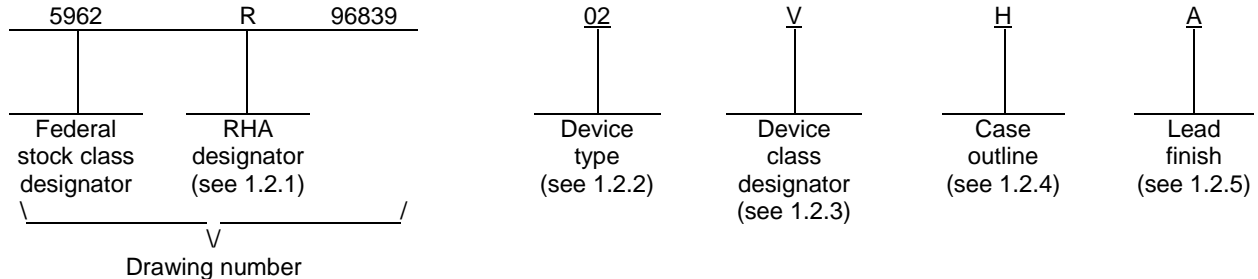 5962 R 96839 02 V H A
Federal stock class designator
RHA designator (see 1.2.1)
Device type (see 1.2.2)
Device class designator (see 1.2.3)
Case outline (see 1.2.4)
Lead finish (see 1.2.5)
Drawing number